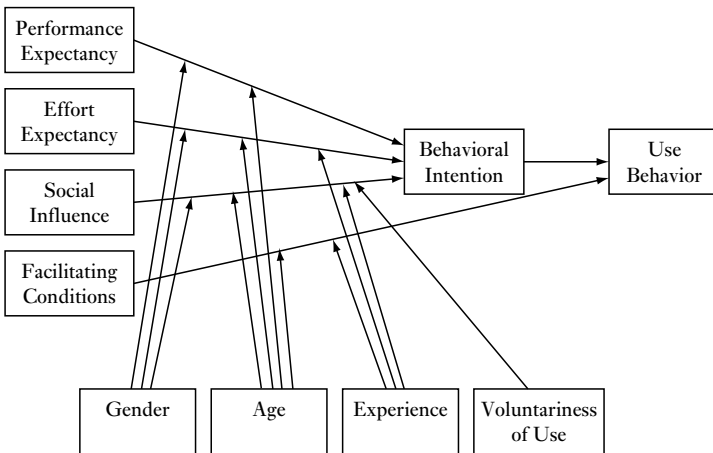 Performance
Expectancy
Effort
Expectancy
Social
Influence
Facilitating
Conditions
Behavioral
Intention
Use
Behavior
Gender
Age
Experience
Voluntariness
of Use